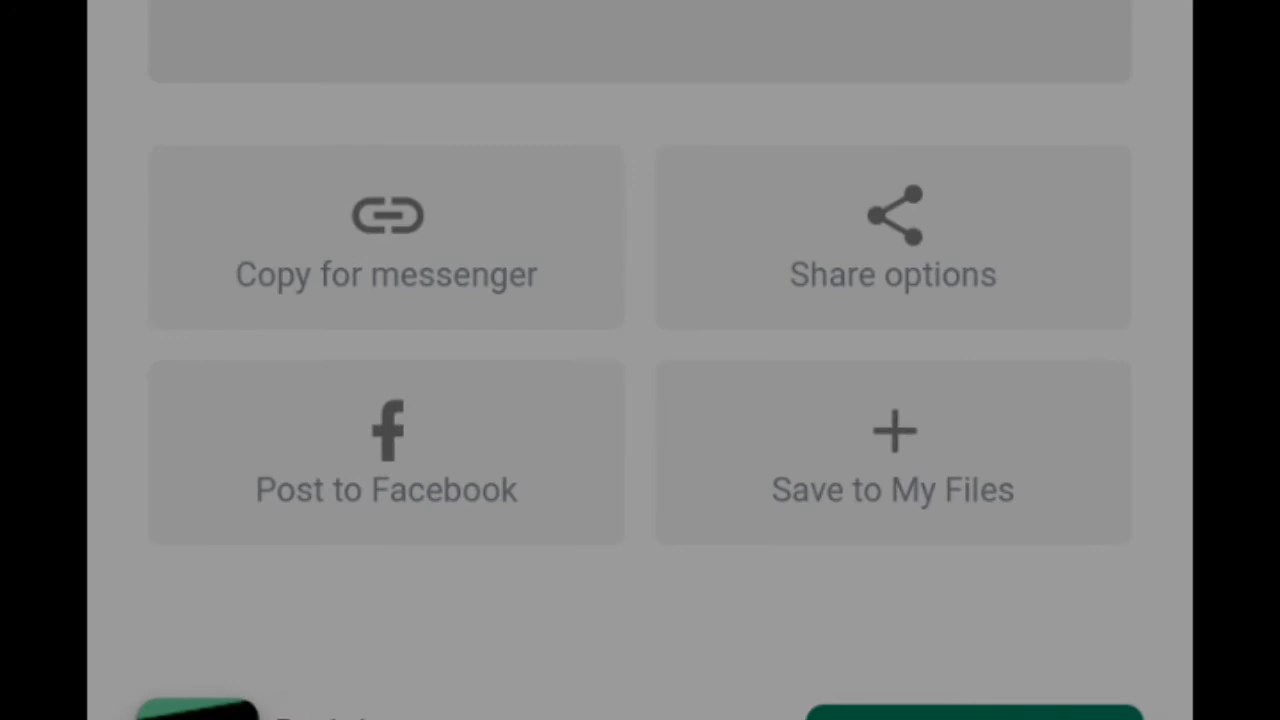 Copy for messenger
Share options
Post to Facebook
Save to My Files